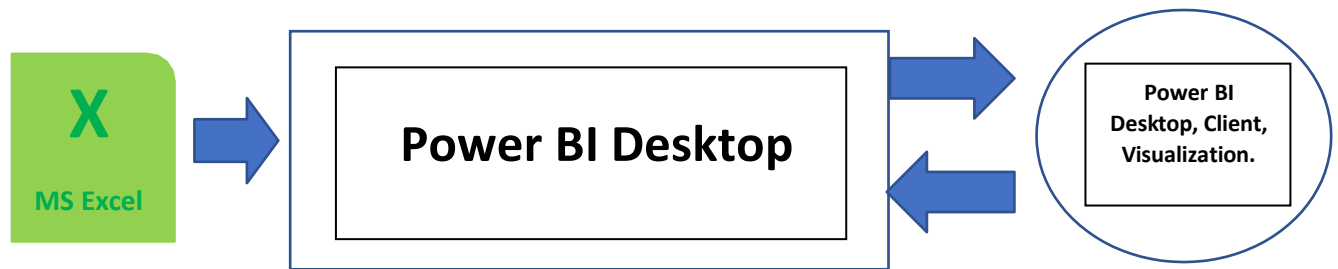 X
MS Excel
Power BI Desktop
Power BI
Desktop, Client,
Visualization.